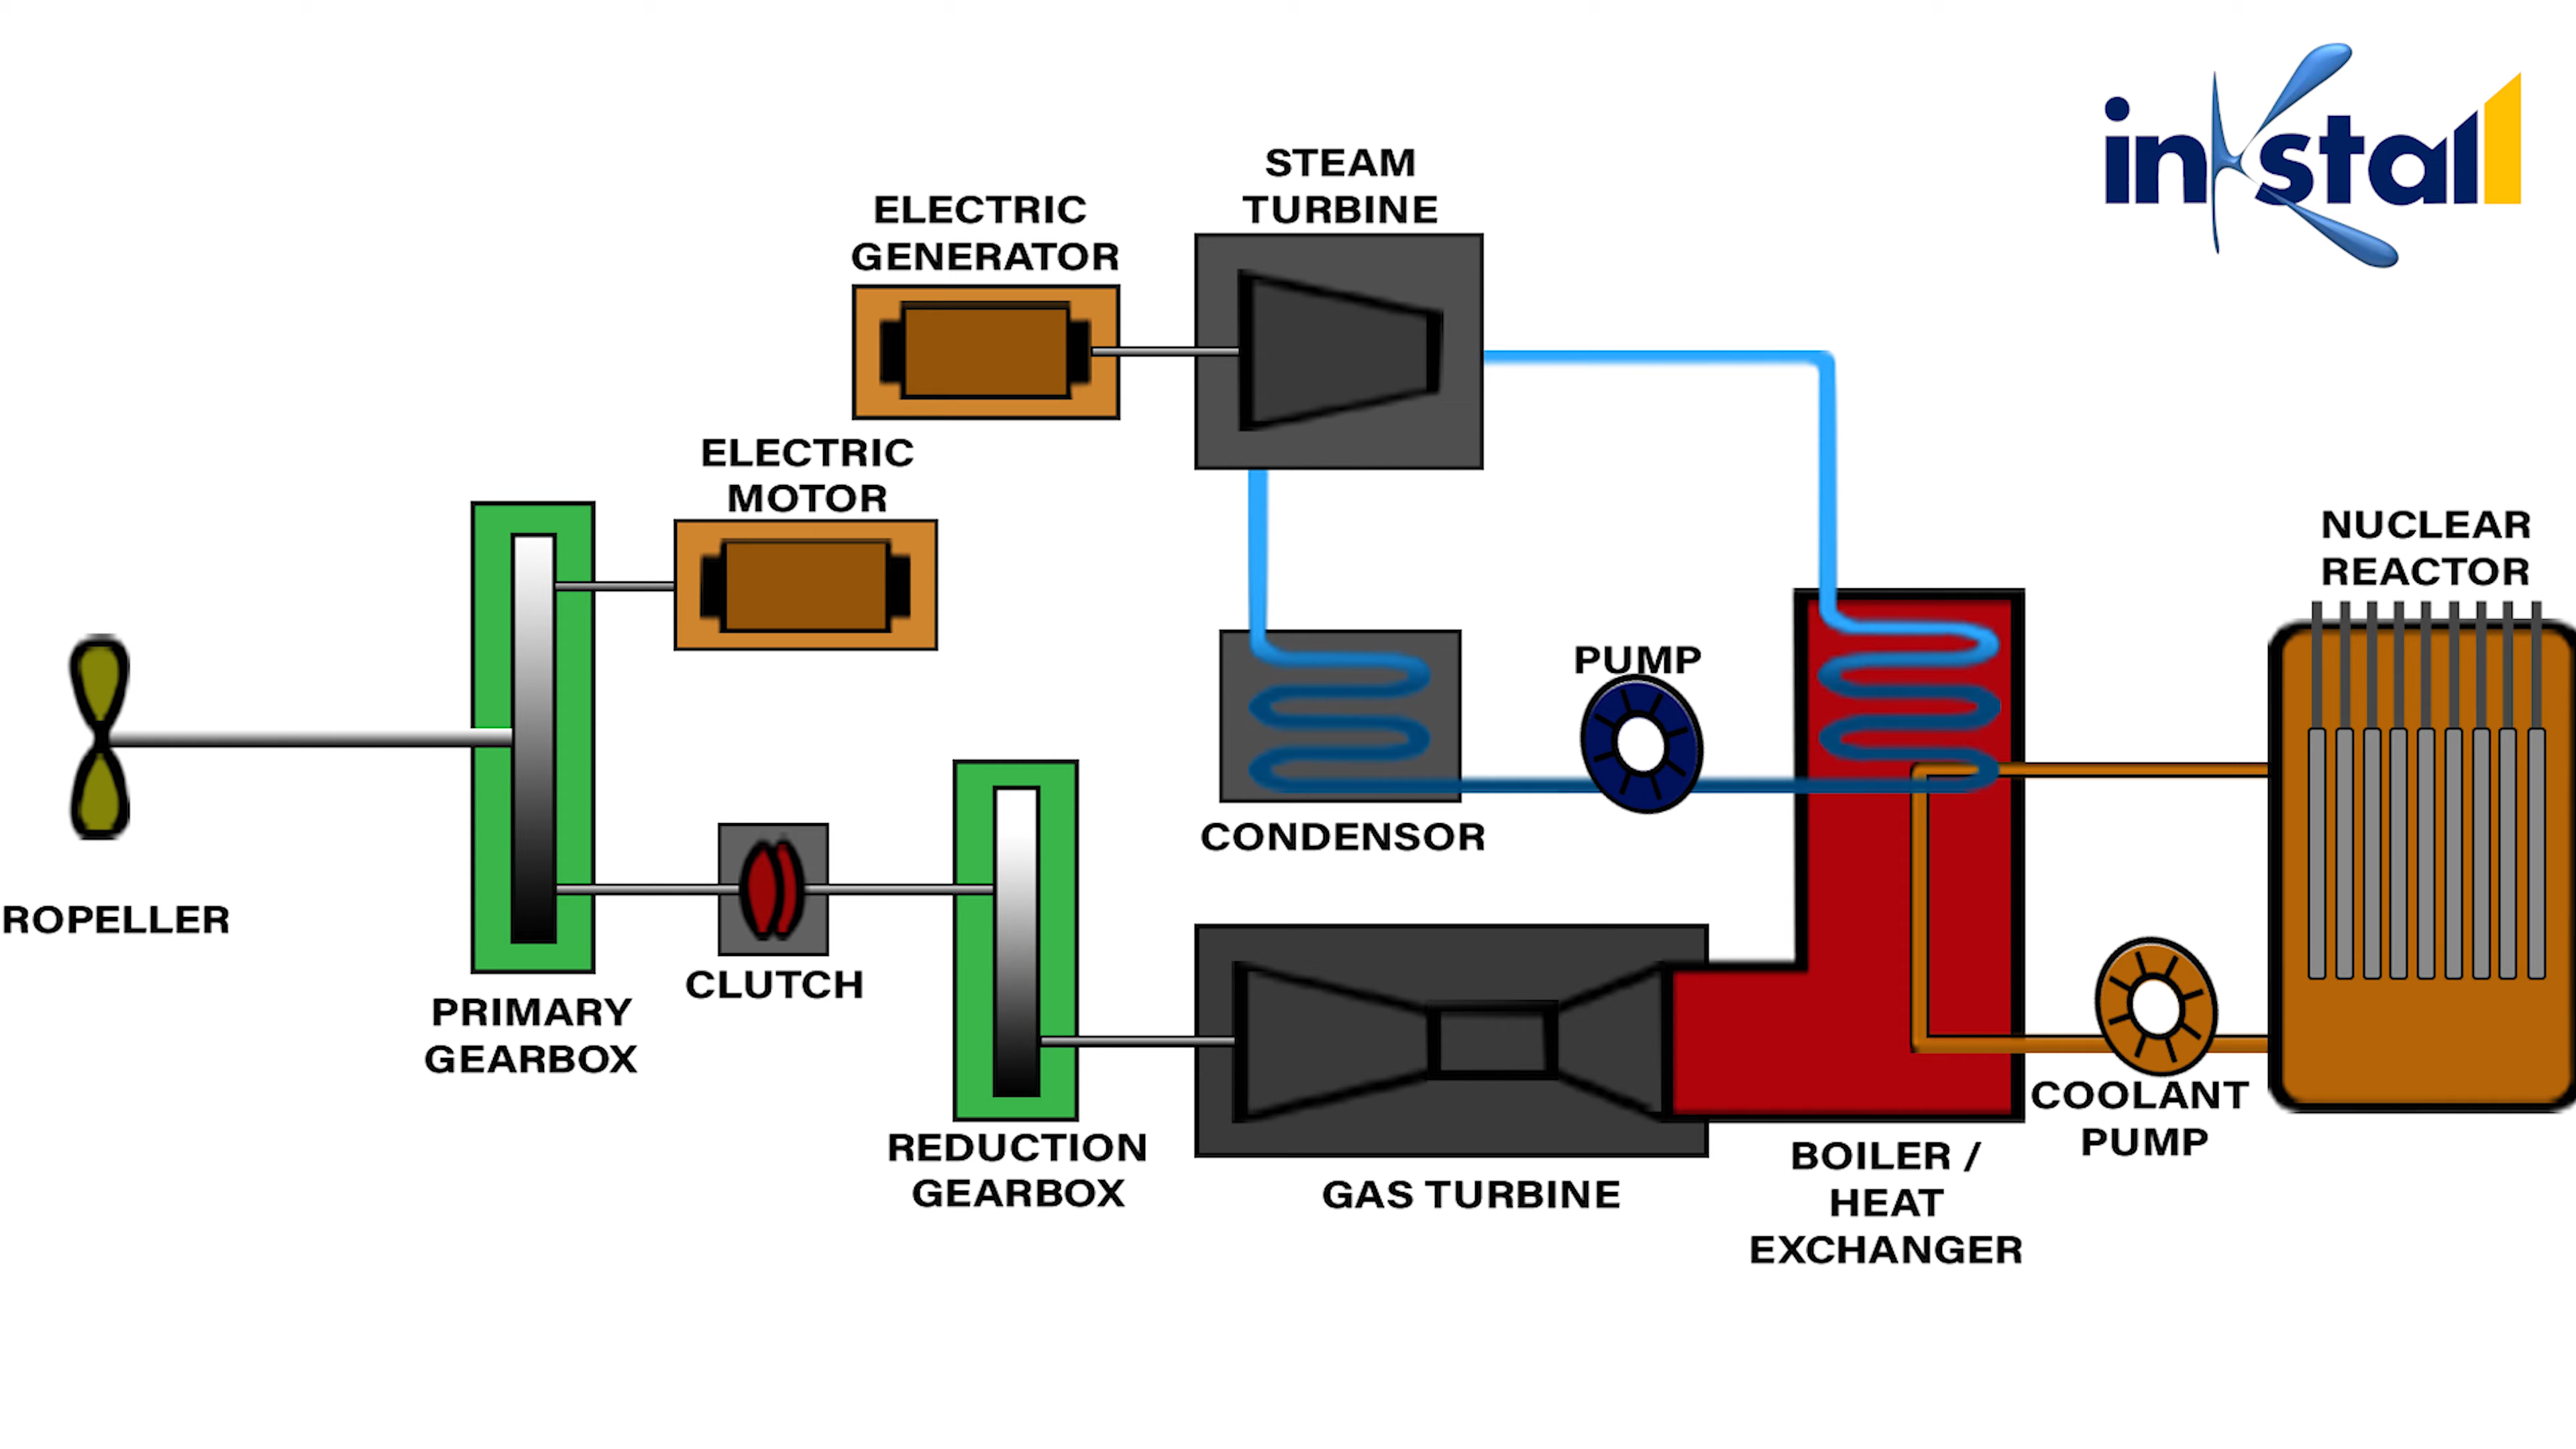 inKstall
STEAM
TURBINE
ELECTRIC
GENERATOR
ELECTRIC
MOTOR
NUCLEAR
REACTOR
PUMP
CONDENSOR
ROPELLER
CLUTCH
PRIMARY
GEARBOX
REDUCTION
GEARBOX
GAS TURBINE
COOLANT
PUMP
BOILER /
HEAT
EXCHANGER